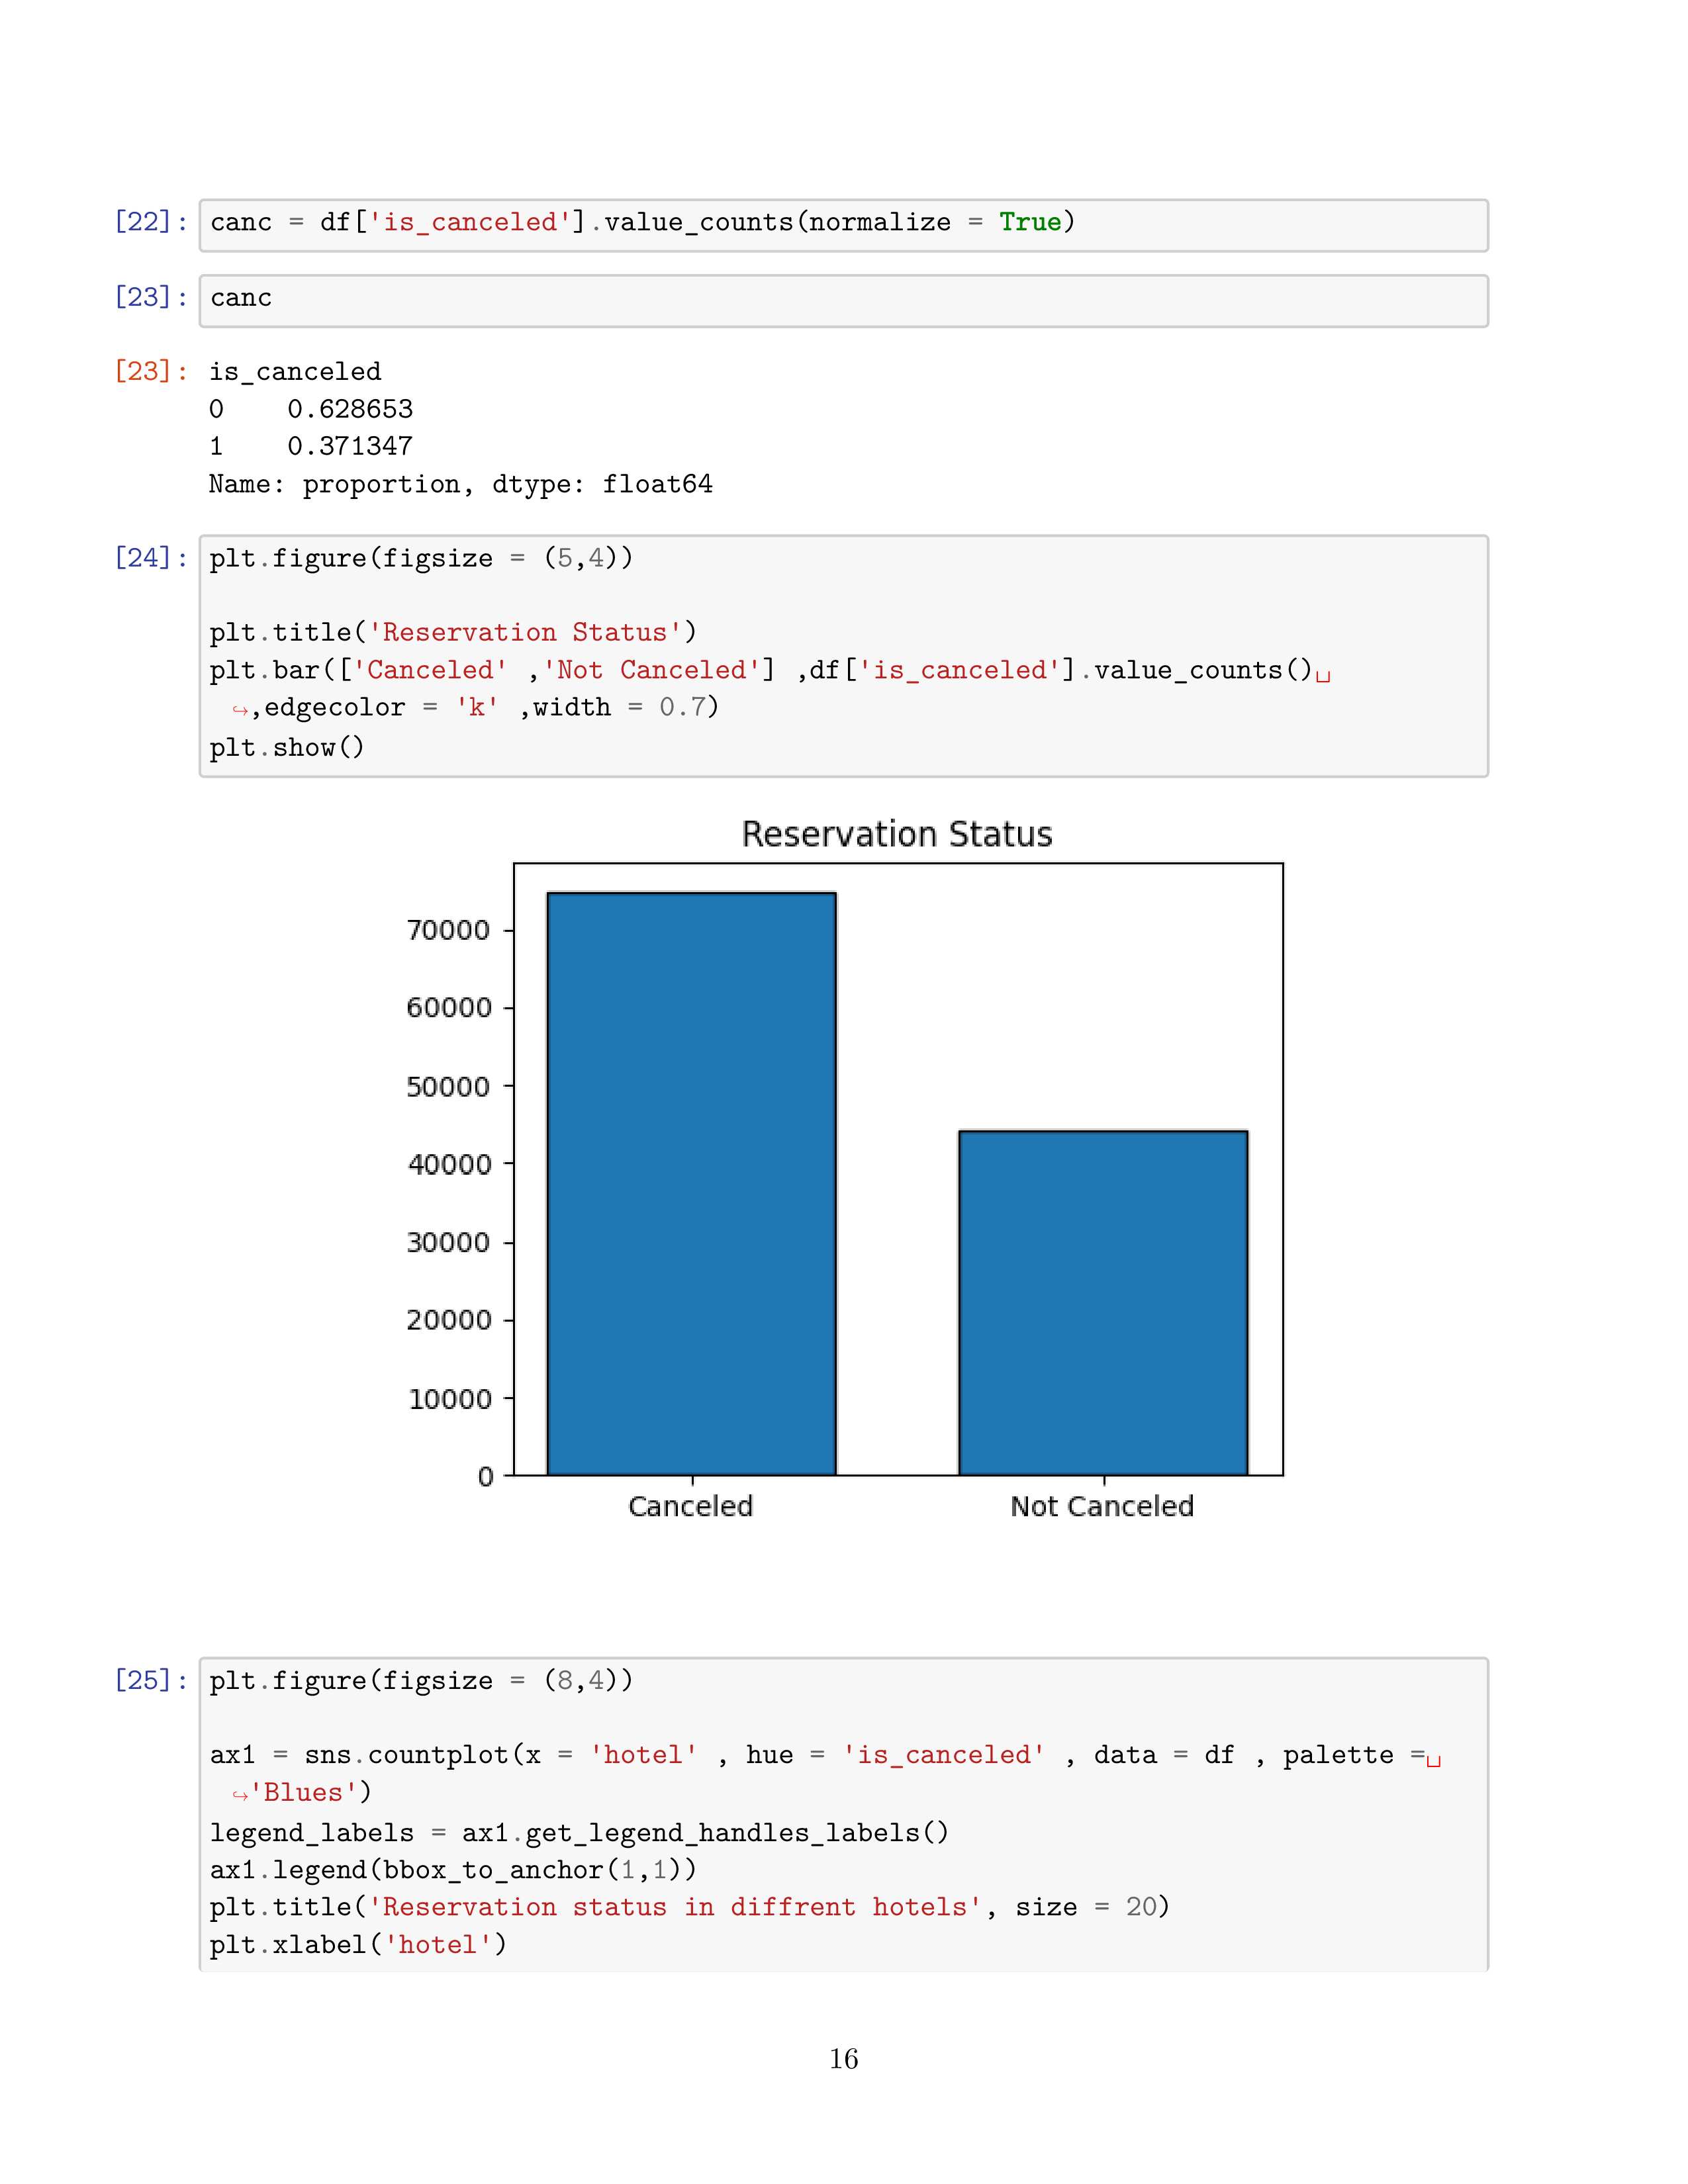 [22]: canc = df['is_canceled'].value_counts(normalize = True)
[23]: canc
[23]: is_canceled
0    0.628653
1    0.371347
Name: proportion, dtype: float64
[24]: plt.figure(figsize = (5,4))
plt.title('Reservation Status')
plt.bar(['Canceled' ,'Not Canceled'] ,df['is_canceled'].value_counts()␣
↪,edgecolor = 'k' ,width = 0.7)
plt.show()
Reservation Status
70000
60000
50000
40000
30000
20000
10000
0
Canceled Not Canceled
[25]: plt.figure(figsize = (8,4))
ax1 = sns.countplot(x = 'hotel' , hue = 'is_canceled' , data = df , palette =␣
↪'Blues')
legend_labels = ax1.get_legend_handles_labels()
ax1.legend(bbox_to_anchor(1,1))
plt.title('Reservation status in diffrent hotels', size = 20)
plt.xlabel('hotel')
16